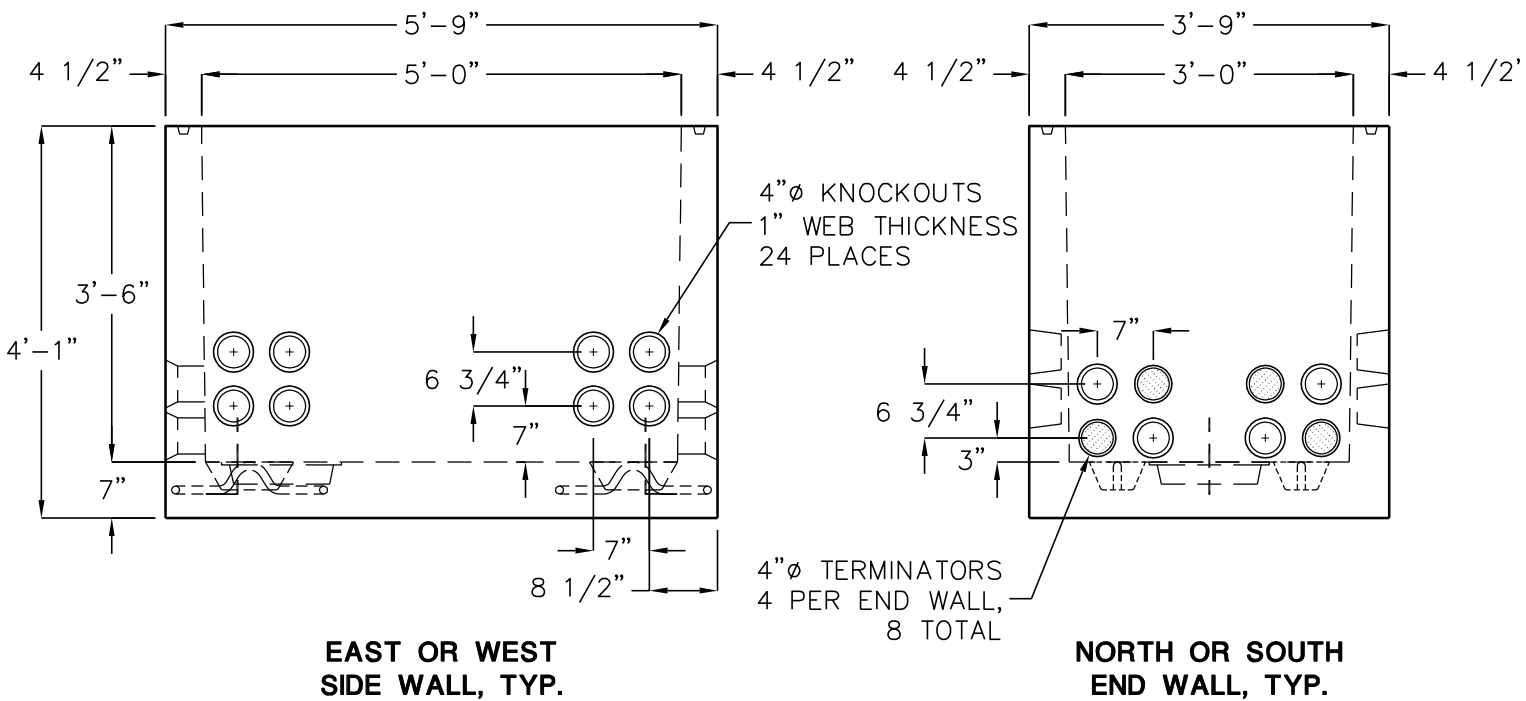 5'-9"
3'-9"
4 1/2"
5'-0"
4 1/2"
4 1/2"
3'-0"
4 1/2"
4"ø KNOCKOUTS
1" WEB THICKNESS
24 PLACES
3'-6"
4'-1"
7"
6 3/4"
6 3/4"
7"
3"
7"
7"
8 1/2"
4"ø TERMINATORS
4 PER END WALL,
8 TOTAL
EAST OR WEST
SIDE WALL, TYP.
NORTH OR SOUTH
END WALL, TYP.